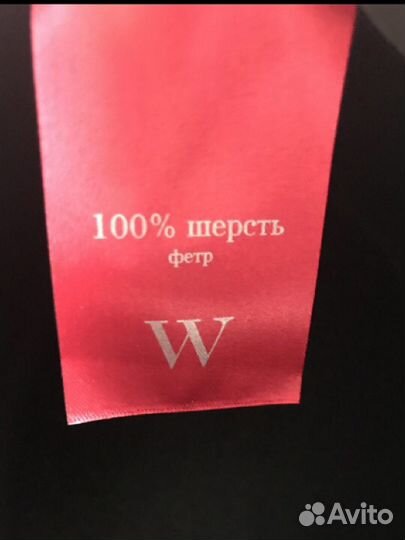 100% шерсть
фетр
W
Avito